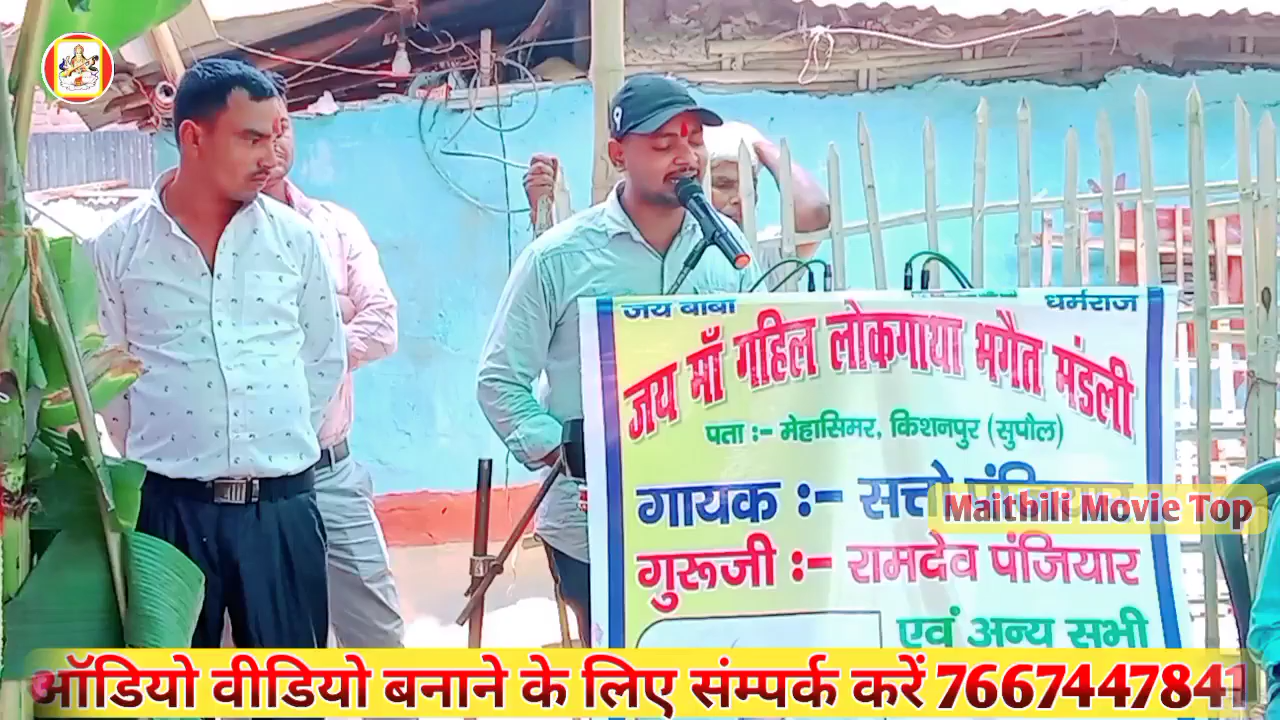 जय बाबा
धर्मराज
जय माँ गहिल लोकगाथा भगैत मंडली
पता :- मेहासिमर, किशनपुर (सुपौल)
गायक :- सत्तो पंजियार
Maithili Movie Top
गुरूजी :- रामदेव पंजियार
एवं अन्य सभी
ऑडियो वीडियो बनाने के लिए संम्पर्क करें 7667447841